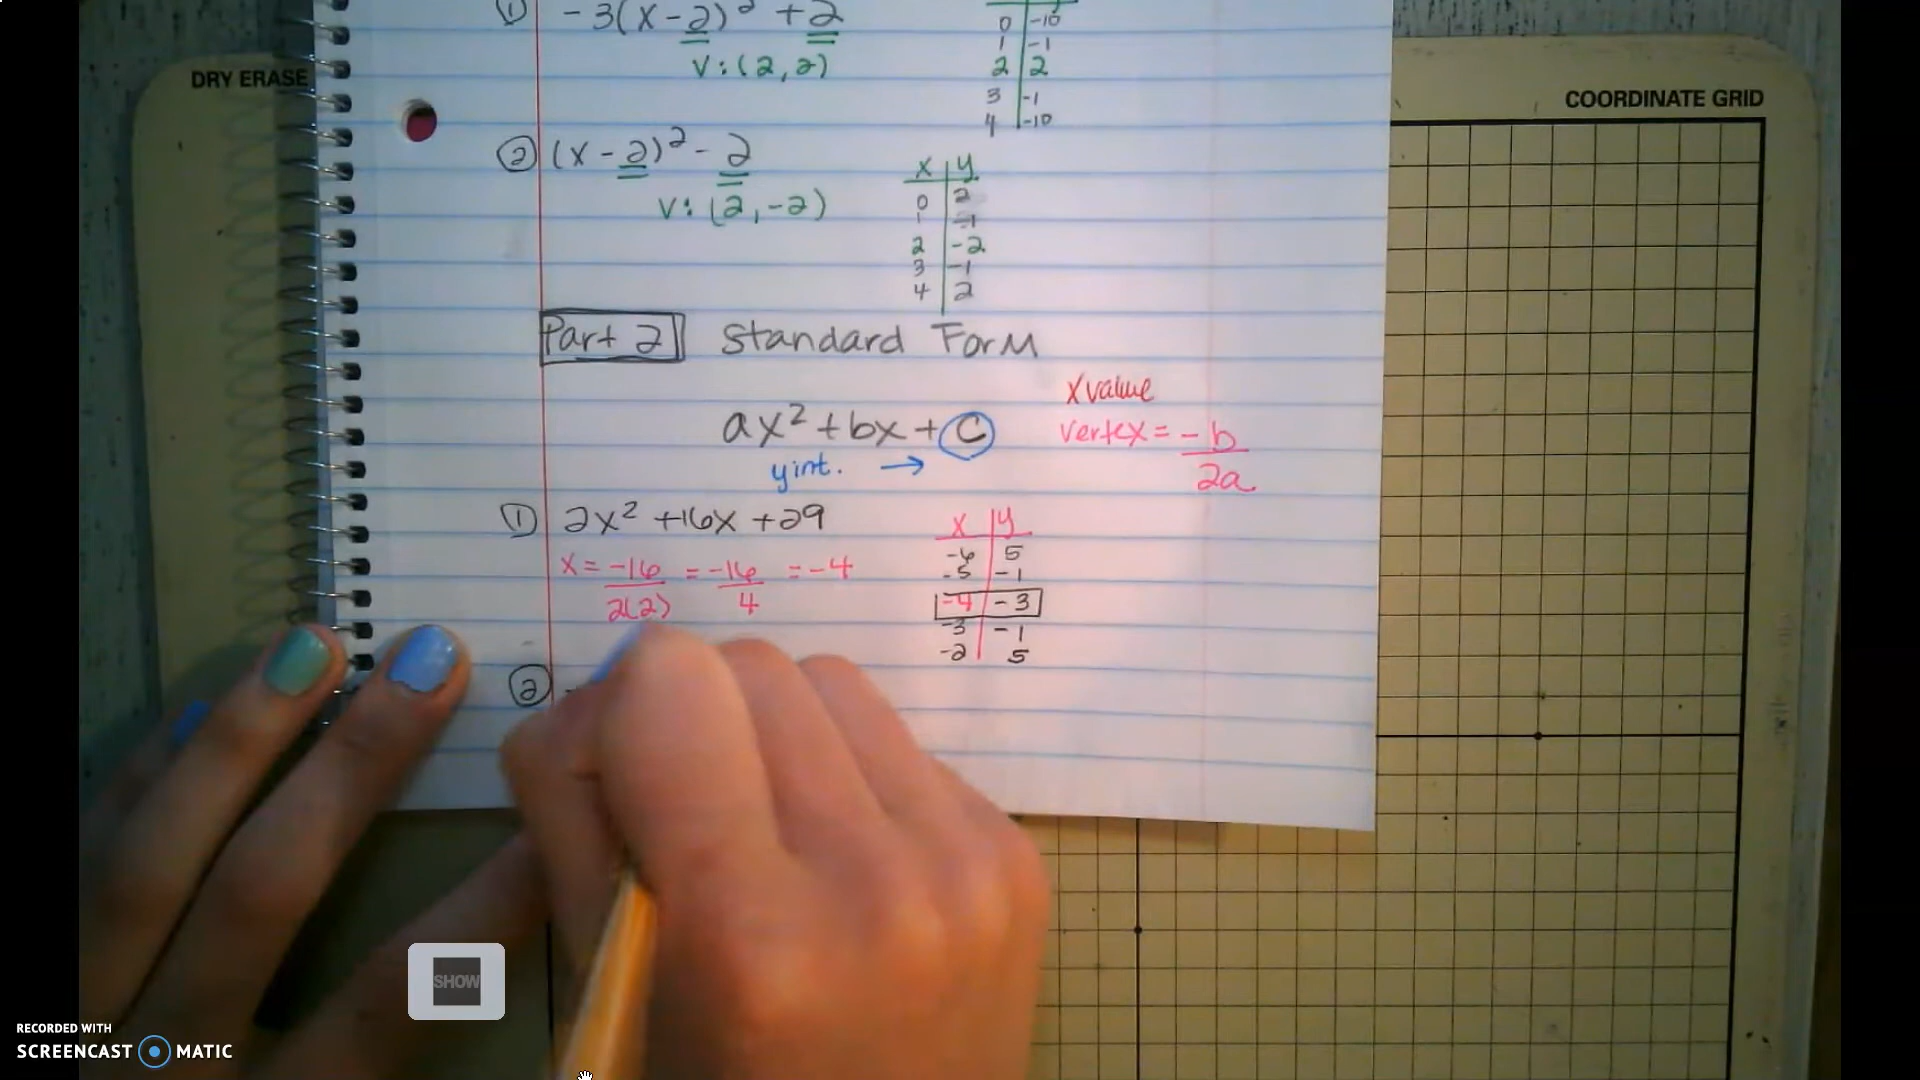 ① -3(x-2)² +2
V:(2,2)
0 -10
1 -1
2 2
3 -1
4 -10
DRY ERASE
COORDINATE GRID
② (x-2)² - 2
V: (2,-2)
x y
0 2
1 -1
2 -2
3 -1
4 2
Part 2 Standard Form
ax² + bx + c
y int. →
x value
vertex = -b
2a
① 2x² +16x +29
x = -16 = -16 = -4
2(2) 4
x y
-6 5
-5 -1
-4 -3
-3 -1
-2 5
②
SHOW
RECORDED WITH
SCREENCAST MATIC